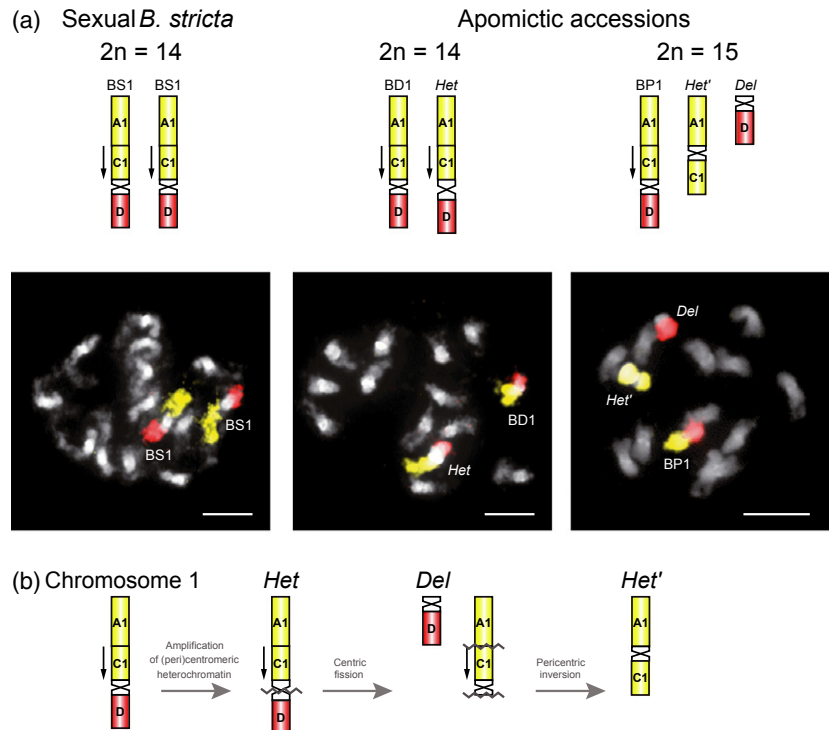 (a) Sexual B. stricta Apomictic accessions
2n = 14 2n = 14 2n = 15
BS1 BS1 BD1 Het BP1 Het' Del
A1 A1 A1 A1 A1 A1 D
C1 C1 C1 C1 C1 C1
D D D D D
BS1 BS1
Het BD1
Del Het' BP1
(b) Chromosome 1 Het Del Het'
A1 A1 D A1 A1
C1 C1 C1 C1
D D
Amplification
of (peri)centromeric
heterochromatin
Centric
fission
Pericentric
inversion